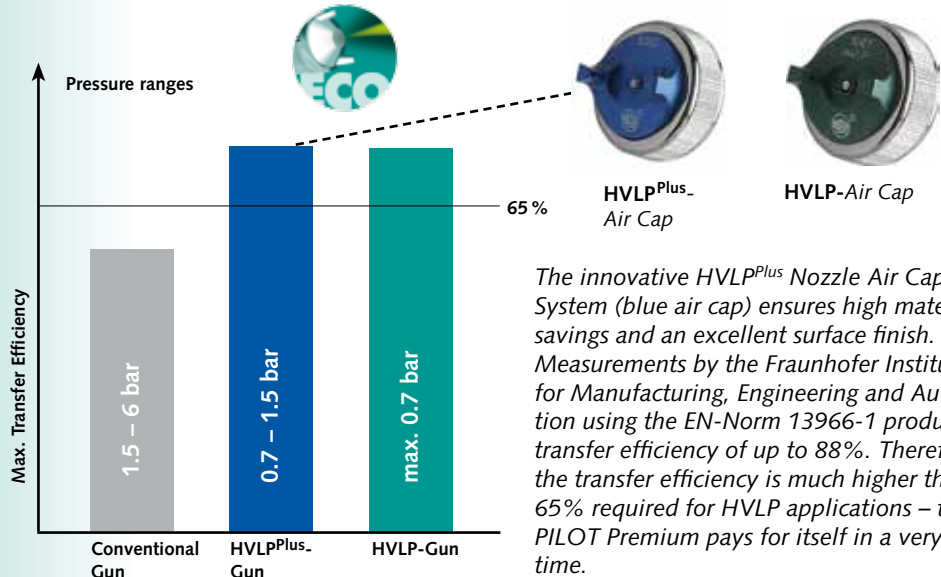 Pressure ranges
ECO
65 %
Max. Transfer Efficiency
1.5 – 6 bar
0.7 – 1.5 bar
max. 0.7 bar
Conventional
Gun
HVLPPlus-
Gun
HVLP-Gun
HVLPPlus-
Air Cap
HVLP-Air Cap
The innovative HVLPPlus Nozzle Air Cap
System (blue air cap) ensures high mate
savings and an excellent surface finish.
Measurements by the Fraunhofer Institu
for Manufacturing, Engineering and Au
tion using the EN-Norm 13966-1 produ
transfer efficiency of up to 88%. Theref
the transfer efficiency is much higher th
65% required for HVLP applications – t
PILOT Premium pays for itself in a very
time.